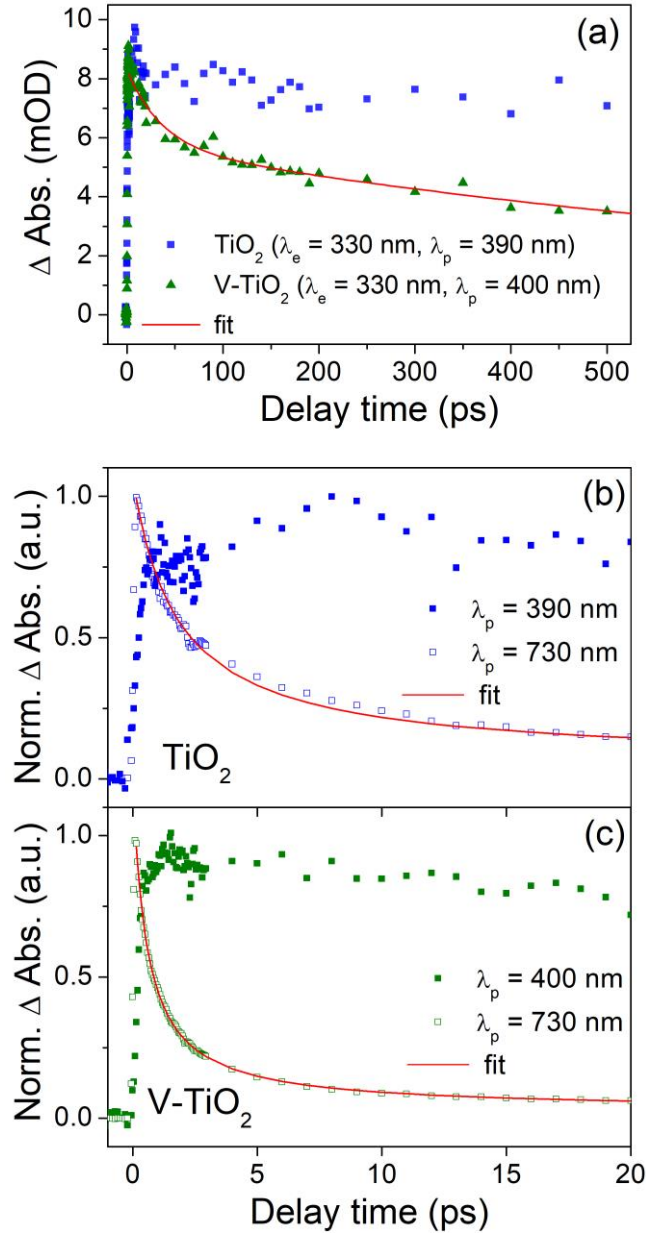 (a)
10
8
6
4
2
0
Δ Abs. (mOD)
TiO₂ (λₑ = 330 nm, λₚ = 390 nm)
V-TiO₂ (λₑ = 330 nm, λₚ = 400 nm)
fit
0 100 200 300 400 500
Delay time (ps)
(b)
1.0
0.5
0.0
Norm. Δ Abs. (a.u.)
λₚ = 390 nm
λₚ = 730 nm
fit
TiO₂
(c)
1.0
0.5
0.0
Norm. Δ Abs. (a.u.)
λₚ = 400 nm
λₚ = 730 nm
fit
V-TiO₂
0 5 10 15 20
Delay time (ps)